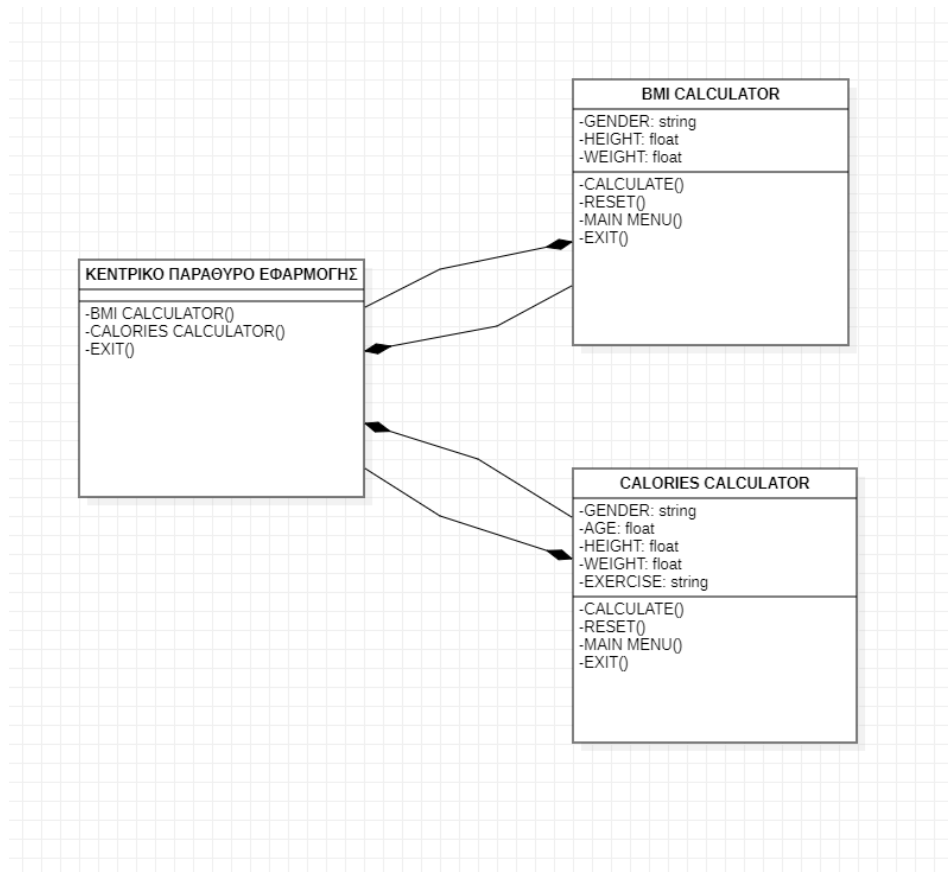 BMI CALCULATOR
-GENDER: string
-HEIGHT: float
-WEIGHT: float
-CALCULATE()
-RESET()
-MAIN MENU()
-EXIT()
ΚΕΝΤΡΙΚΟ ΠΑΡΑΘΥΡΟ ΕΦΑΡΜΟΓΗΣ
-BMI CALCULATOR()
-CALORIES CALCULATOR()
-EXIT()
CALORIES CALCULATOR
-GENDER: string
-AGE: float
-HEIGHT: float
-WEIGHT: float
-EXERCISE: string
-CALCULATE()
-RESET()
-MAIN MENU()
-EXIT()